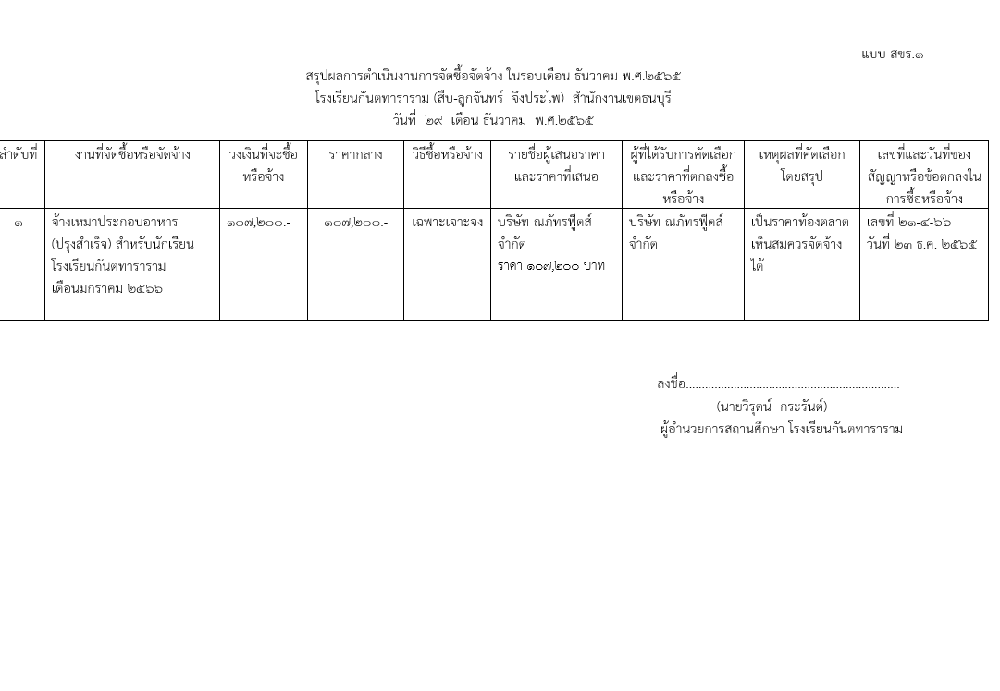 แบบ สขร.๑
สรุปผลการดำเนินงานการจัดซื้อจัดจ้าง ในรอบเดือน ธันวาคม พ.ศ.๒๕๖๕
โรงเรียนกันตทาราราม (สืบ-ลูกจันทร์ จึงประไพ) สำนักงานเขตธนบุรี
วันที่ ๒๙ เดือน ธันวาคม พ.ศ.๒๕๖๕
ลำดับที่
งานที่จัดซื้อหรือจัดจ้าง
วงเงินที่จะซื้อ
หรือจ้าง
ราคากลาง
วิธีซื้อหรือจ้าง
รายชื่อผู้เสนอราคา
และราคาที่เสนอ
ผู้ที่ได้รับการคัดเลือก
และราคาที่ตกลงซื้อ
หรือจ้าง
เหตุผลที่คัดเลือก
โดยสรุป
เลขที่และวันที่ของ
สัญญาหรือข้อตกลงใน
การซื้อหรือจ้าง
๑
จ้างเหมาประกอบอาหาร
(ปรุงสำเร็จ) สำหรับนักเรียน
โรงเรียนกันตทาราราม
เดือนมกราคม ๒๕๖๖
๑๐๗,๒๐๐.-
๑๐๗,๒๐๐.-
เฉพาะเจาะจง
บริษัท ณภัทรฟู๊ดส์
จำกัด
ราคา ๑๐๗,๒๐๐ บาท
บริษัท ณภัทรฟู๊ดส์
จำกัด
เป็นราคาท้องตลาด
เห็นสมควรจัดจ้าง
ได้
เลขที่ ๒๑-๔-๖๖
วันที่ ๒๓ ธ.ค. ๒๕๖๕
ลงชื่อ...................................................................
(นายวิรุตน์ กระรันต์)
ผู้อำนวยการสถานศึกษา โรงเรียนกันตทาราราม